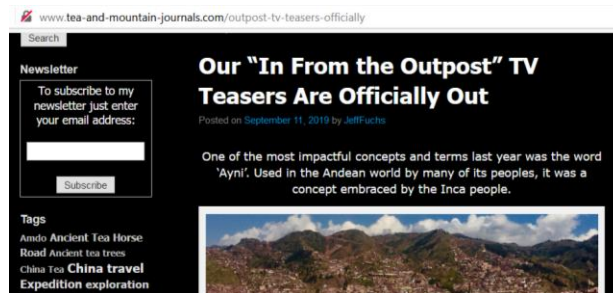 www.tea-and-mountain-journals.com/outpost-tv-teasers-officially
Search
Newsletter
To subscribe to my
newsletter just enter
your email address:
Subscribe
Tags
Amdo Ancient Tea Horse
Road Ancient tea trees
China Tea China travel
Expedition exploration
Our “In From the Outpost” TV
Teasers Are Officially Out
Posted on September 11, 2019 by JeffFuchs
One of the most impactful concepts and terms last year was the word
‘Ayni’. Used in the Andean world by many of its peoples, it was a
concept embraced by the Inca people.